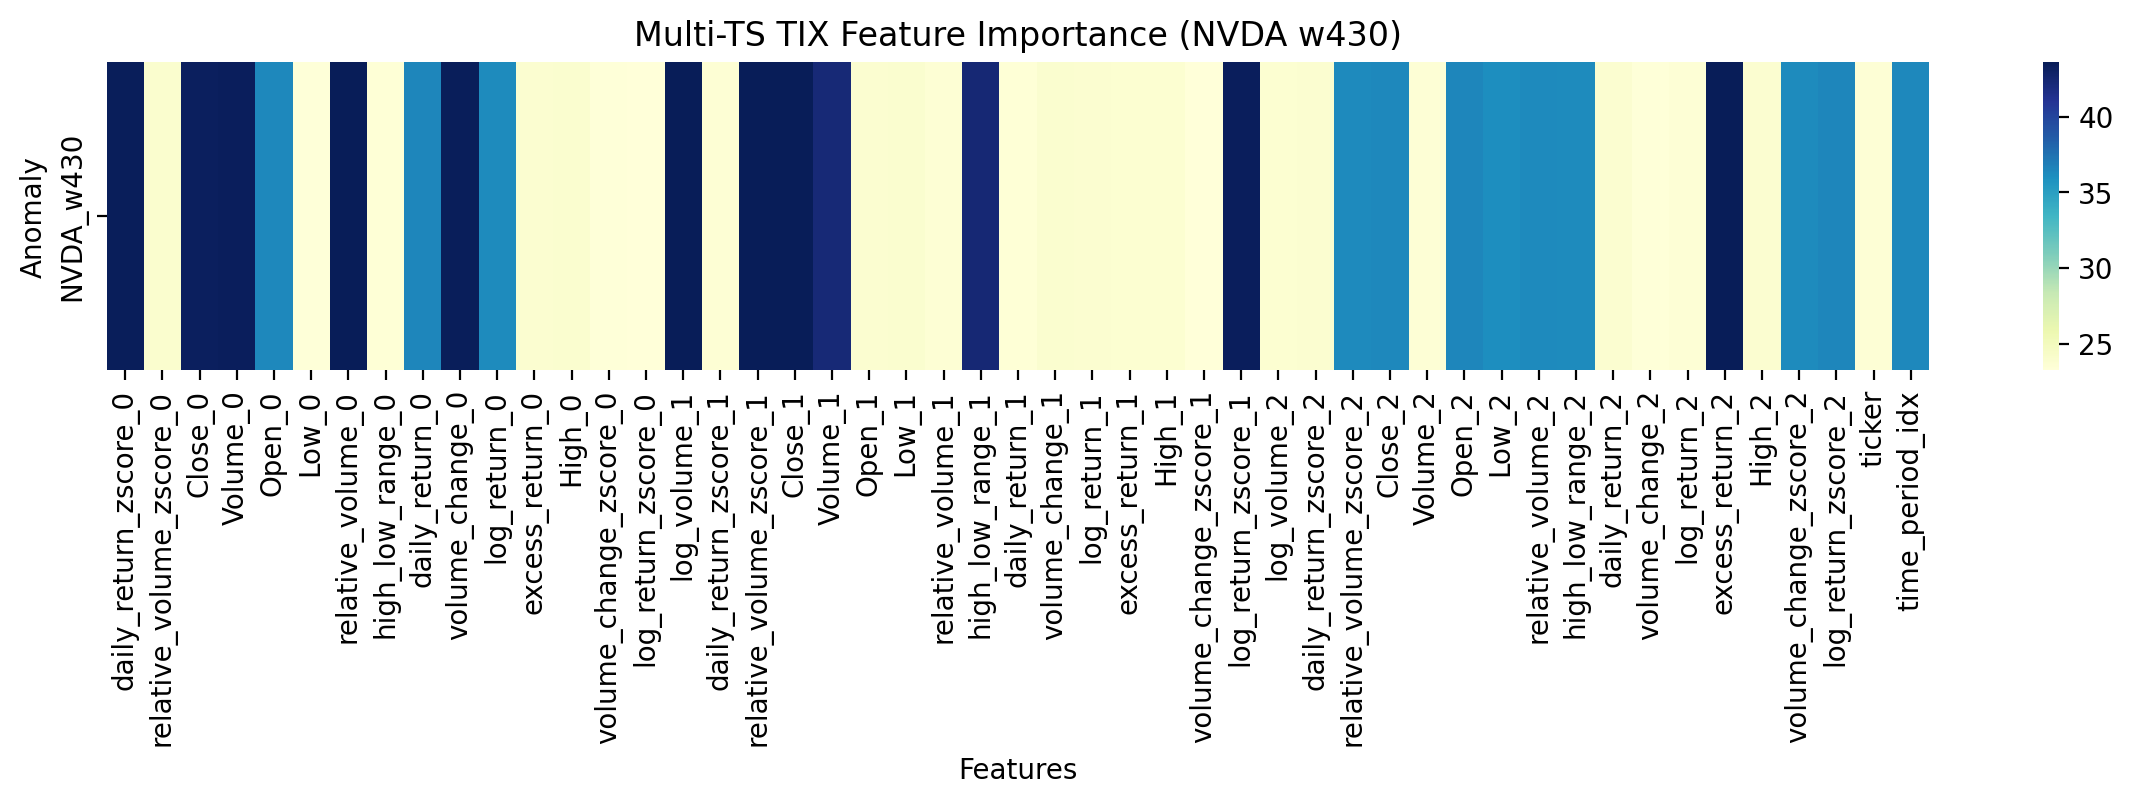 Multi-TS TIX Feature Importance (NVDA w430)
Anomaly
NVDA_w430
40
35
30
25
daily_return_zscore_0
relative_volume_zscore_0
Close_0
Volume_0
Open_0
Low_0
relative_volume_0
high_low_range_0
daily_return_0
volume_change_0
log_return_0
excess_return_0
High_0
volume_change_zscore_0
log_return_zscore_0
log_volume_1
daily_return_zscore_1
relative_volume_zscore_1
Close_1
Volume_1
Open_1
Low_1
relative_volume_1
high_low_range_1
daily_return_1
volume_change_1
log_return_1
excess_return_1
High_1
volume_change_zscore_1
log_return_zscore_1
log_volume_2
daily_return_zscore_2
relative_volume_zscore_2
Close_2
Volume_2
Open_2
Low_2
relative_volume_2
high_low_range_2
daily_return_2
volume_change_2
log_return_2
excess_return_2
High_2
volume_change_zscore_2
log_return_zscore_2
ticker
time_period_idx
Features